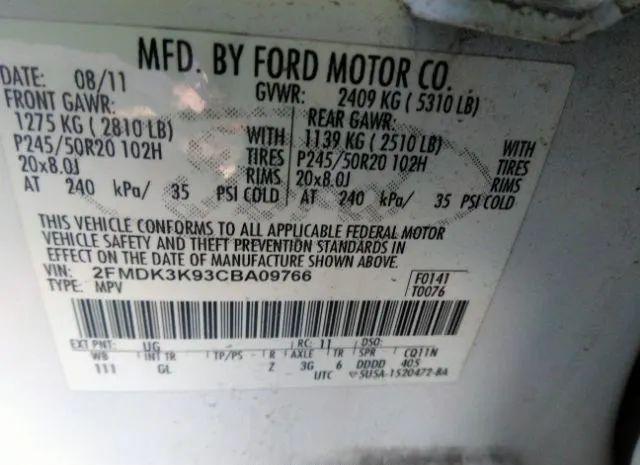 MFD. BY FORD MOTOR CO.
DATE: 08/11 GVWR: 2409 KG ( 5310 LB)
FRONT GAWR: REAR GAWR:
1275 KG ( 2810 LB) WITH 1139 KG ( 2510 LB) WITH
P245/50R20 102H TIRES P245/50R20 102H TIRES
20x8.0J RIMS 20x8.0J RIMS
AT 240 kPa/ 35 PSI COLD AT 240 kPa/ 35 PSI COLD
THIS VEHICLE CONFORMS TO ALL APPLICABLE FEDERAL MOTOR
VEHICLE SAFETY AND THEFT PREVENTION STANDARDS IN
EFFECT ON THE DATE OF MANUFACTURE SHOWN ABOVE.
VIN: 2FMDK3K93CBA09766 F0141
TYPE: MPV T0076
EXT PNT: UG RC: 11 DSO:
WB INT TR TP/PS R AXLE TR SPR CQ11N
111 GL Z 3G 6 DDDD 405
UTC 5USA-1520472-BA